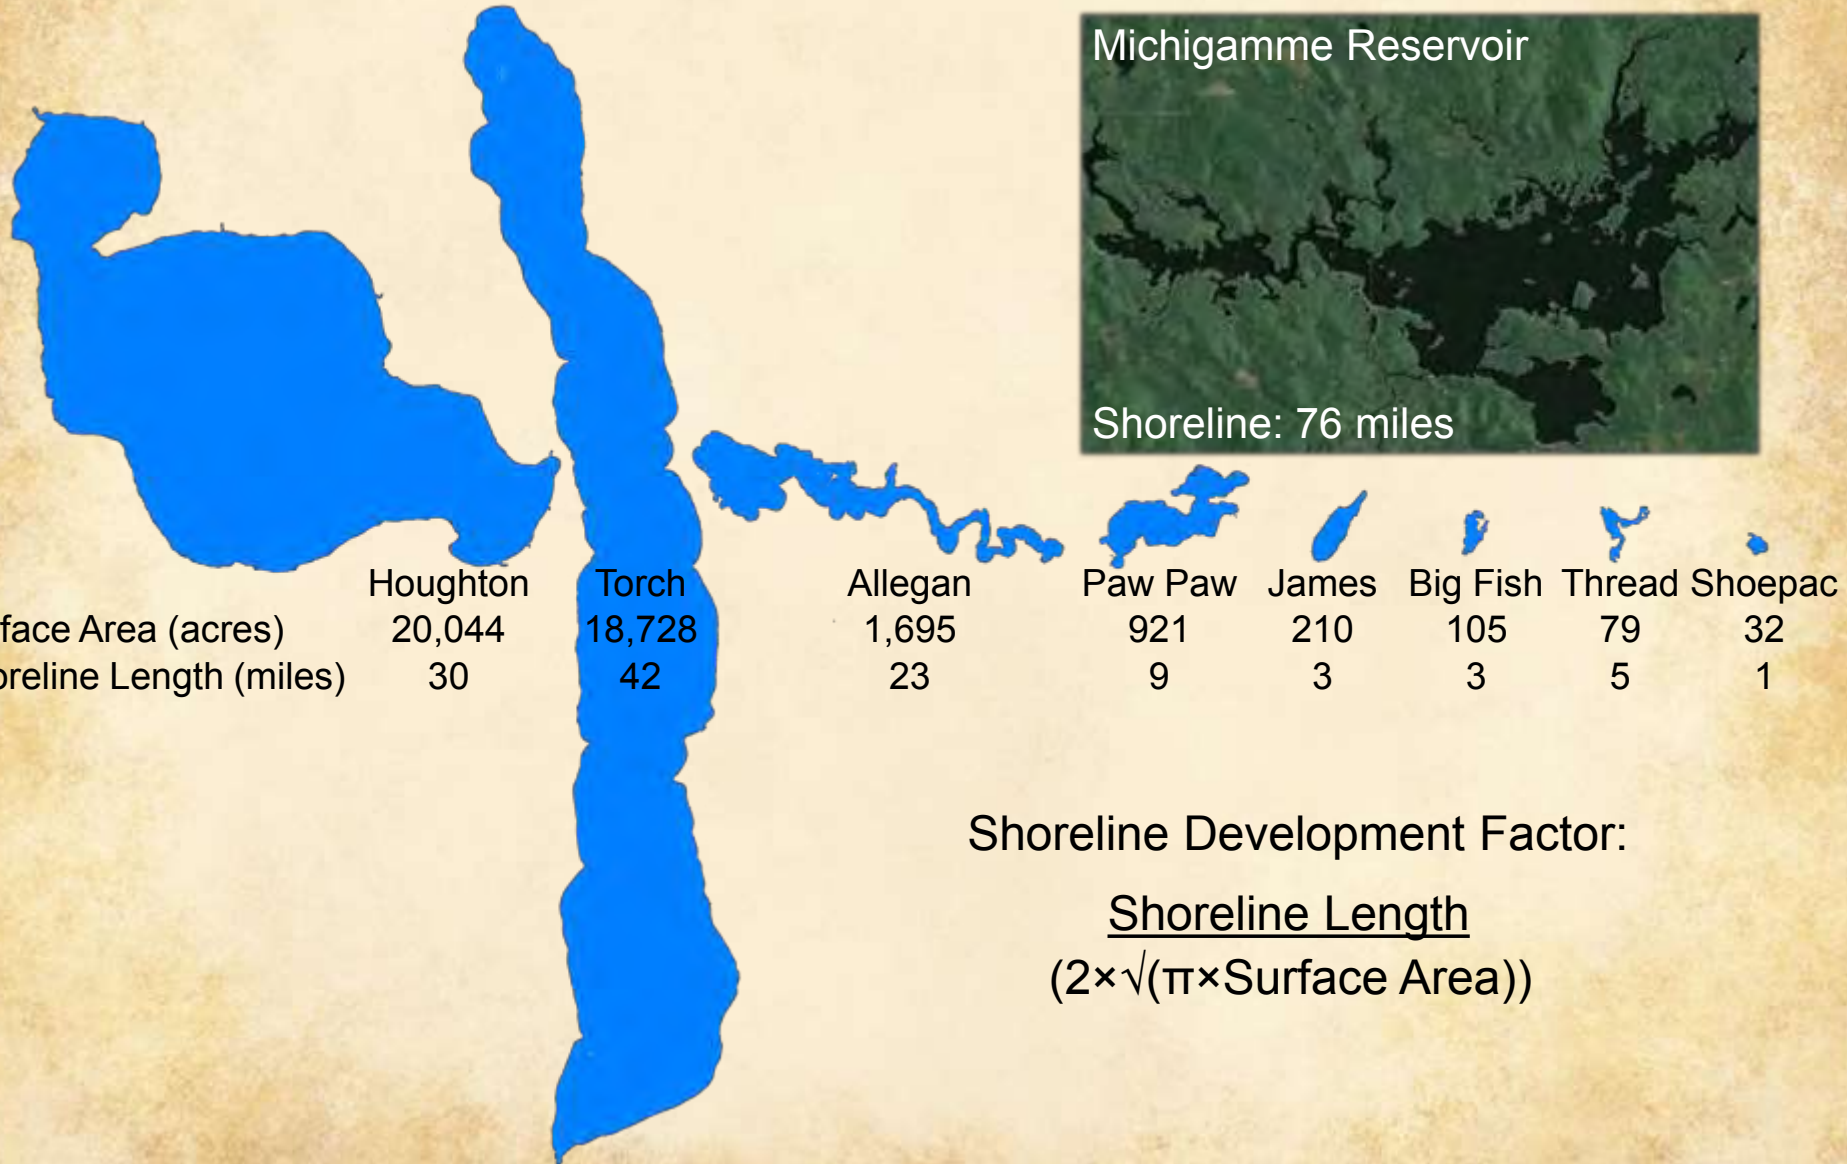 Michigamme Reservoir
Shoreline: 76 miles
Houghton Torch Allegan Paw Paw James Big Fish Thread Shoepac
face Area (acres) 20,044 18,728 1,695 921 210 105 79 32
oreline Length (miles) 30 42 23 9 3 3 5 1
Shoreline Development Factor:
Shoreline Length
(2×√(π×Surface Area))